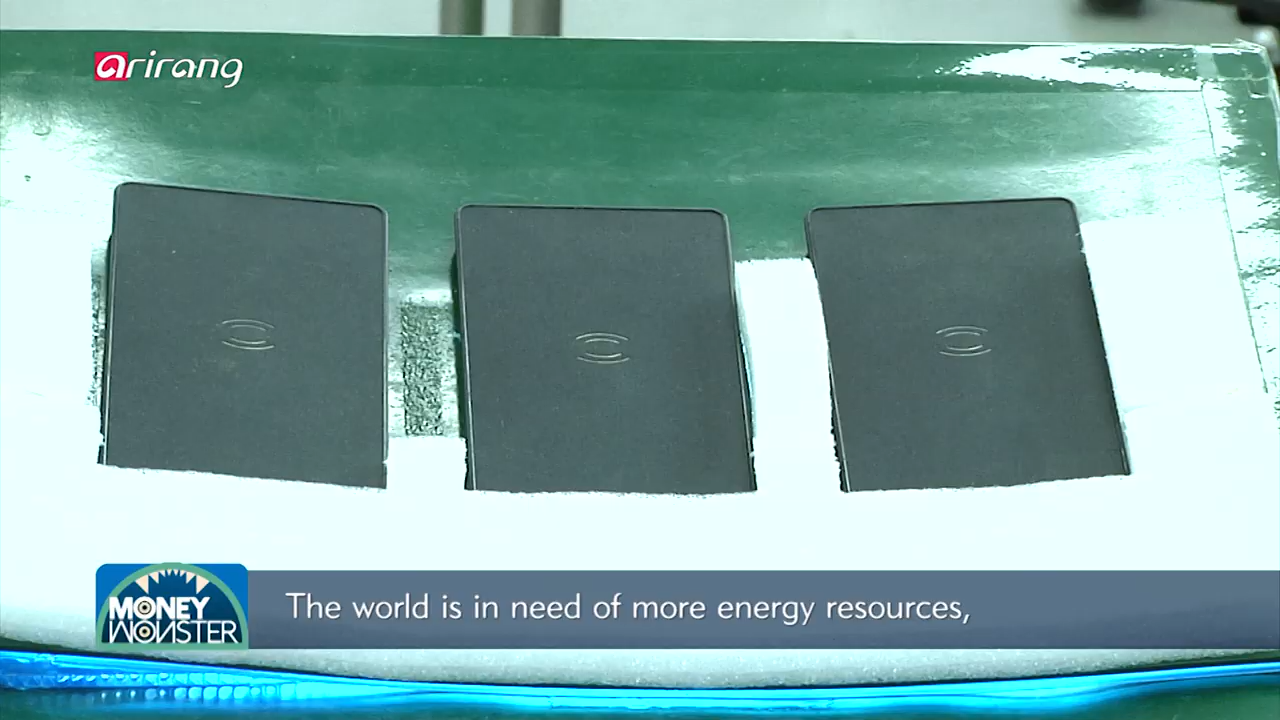 arirang
MONEY
MONSTER
The world is in need of more energy resources,